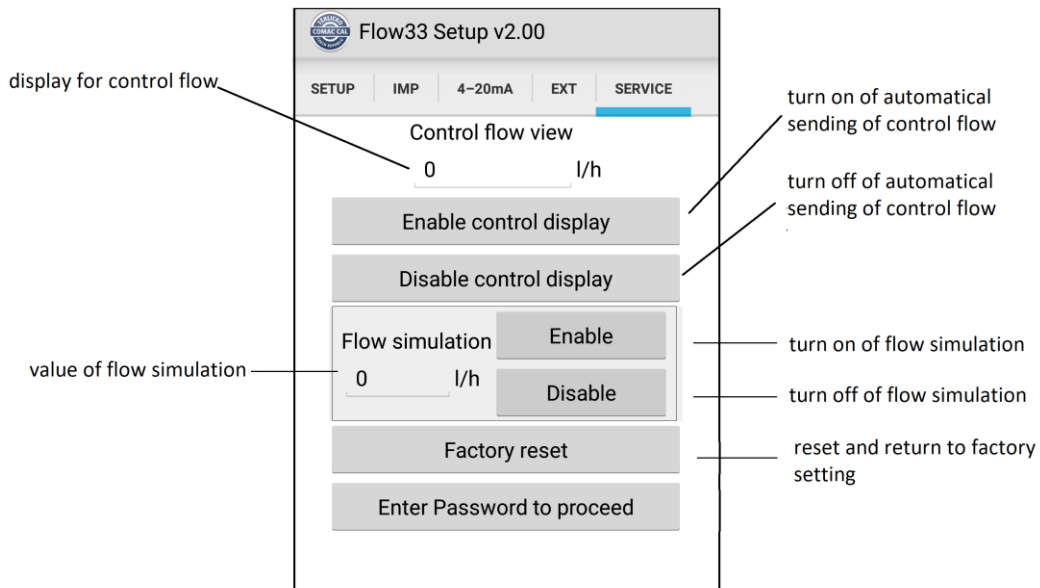 Flow33 Setup v2.00
SETUP IMP 4-20mA EXT SERVICE
display for control flow
Control flow view
0 l/h
turn on of automatical
sending of control flow
Enable control display
turn off of automatical
sending of control flow
Disable control display
Flow simulation
0 l/h
Enable
Disable
value of flow simulation
turn on of flow simulation
turn off of flow simulation
Factory reset
reset and return to factory
setting
Enter Password to proceed
COMAC CAL